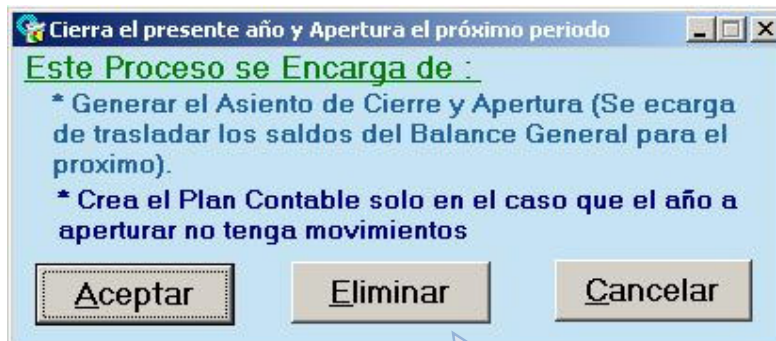 Cierra el presente año y Apertura el próximo periodo
Este Proceso se Encarga de :
* Generar el Asiento de Cierre y Apertura (Se ecarga
de trasladar los saldos del Balance General para el
proximo).
* Crea el Plan Contable solo en el caso que el año a
aperturar no tenga movimientos
Aceptar Eliminar Cancelar